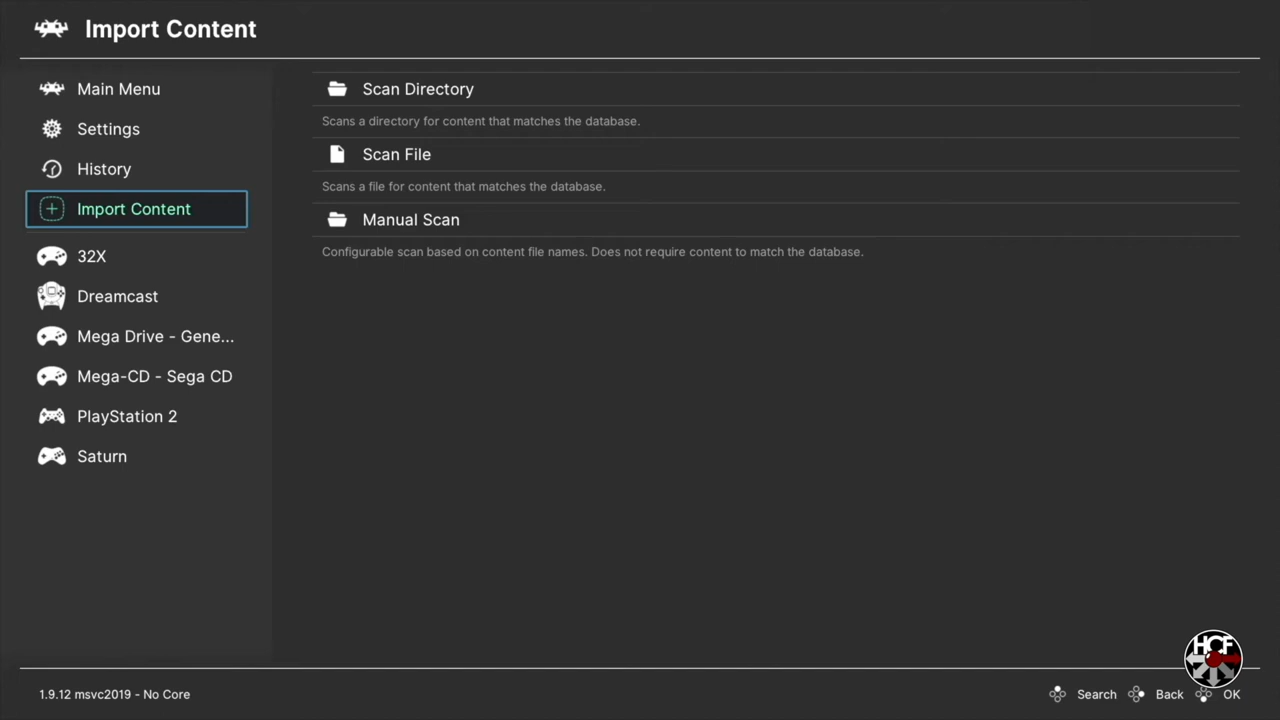 Import Content
Main Menu
Settings
History
Import Content
32X
Dreamcast
Mega Drive - Gene...
Mega-CD - Sega CD
PlayStation 2
Saturn
Scan Directory
Scans a directory for content that matches the database.
Scan File
Scans a file for content that matches the database.
Manual Scan
Configurable scan based on content file names. Does not require content to match the database.
HCF
1.9.12 msvc2019 - No Core
Search Back OK